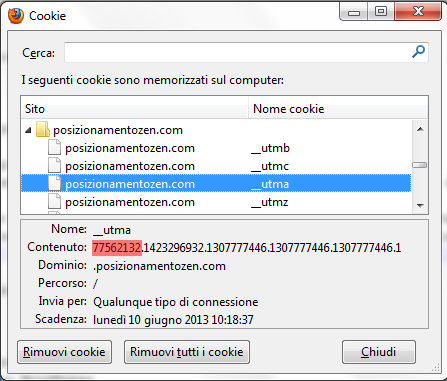 Cookie
Cerca:
I seguenti cookie sono memorizzati sul computer:
Sito Nome cookie
posizionamentozen.com
posizionamentozen.com __utmb
posizionamentozen.com __utmc
posizionamentozen.com __utma
posizionamentozen.com __utmz
Nome: __utma
Contenuto: 77562132.1423296932.1307777446.1307777446.1307777446.1
Dominio: .posizionamentozen.com
Percorso: /
Invia per: Qualunque tipo di connessione
Scadenza: lunedì 10 giugno 2013 10:18:37
Rimuovi cookie Rimuovi tutti i cookie Chiudi